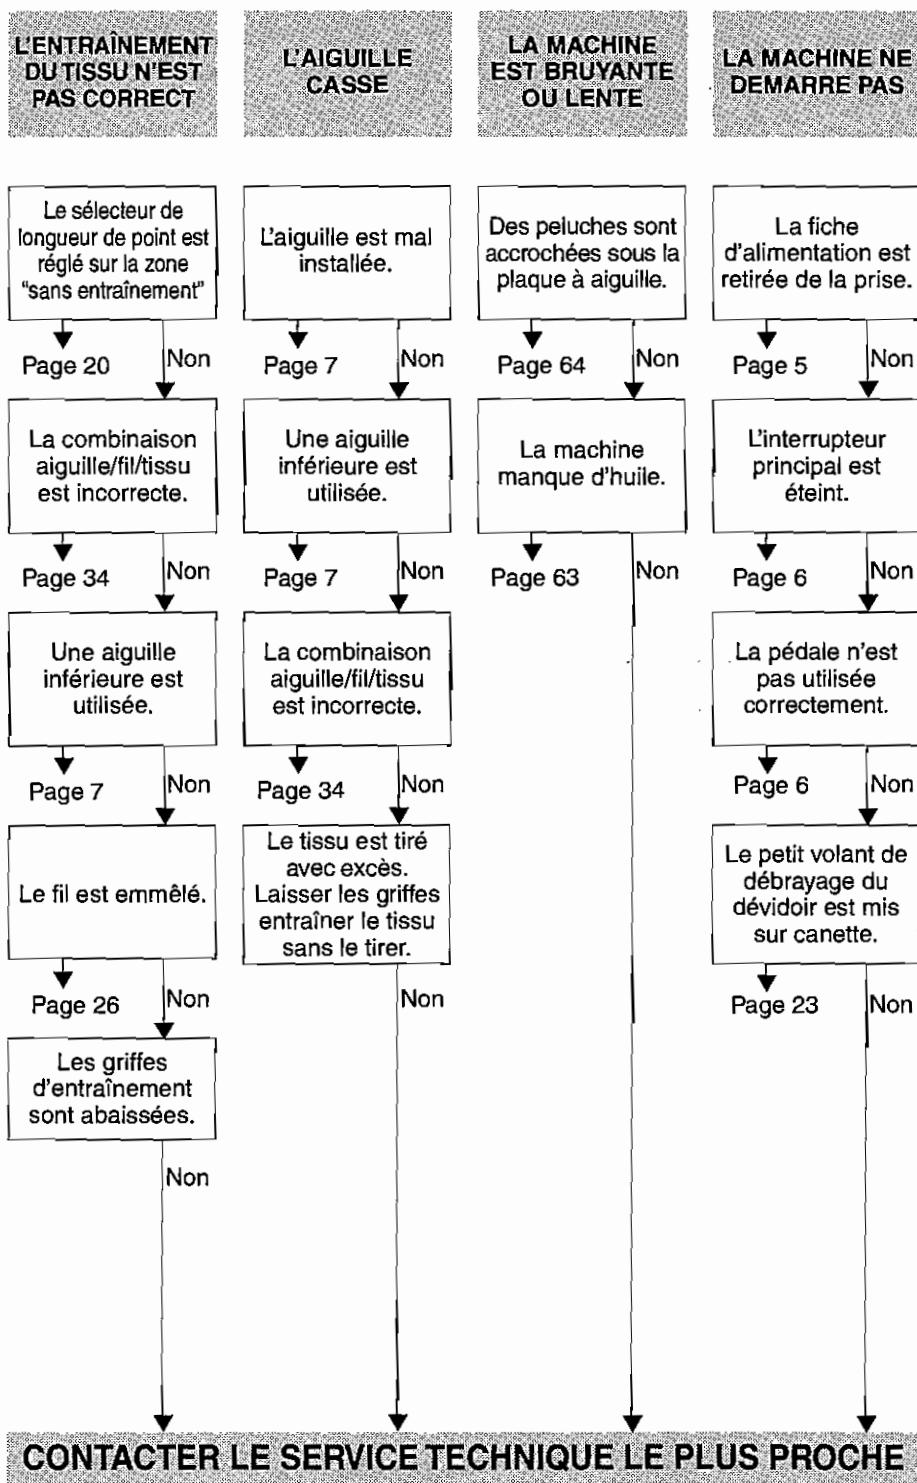 L'ENTRAÎNEMENT
DU TISSU N'EST
PAS CORRECT
Le sélecteur de
longueur de point est
réglé sur la zone
"sans entraînement"
Page 20
Non
La combinaison
aiguille/fil/tissu
est incorrecte.
Page 34
Non
Une aiguille
inférieure est
utilisée.
Page 7
Non
Le fil est emmêlé.
Page 26
Non
Les griffes
d'entraînement
sont abaissées.
Non
L'AIGUILLE
CASSE
L'aiguille est mal
installée.
Page 7
Non
Une aiguille
inférieure est
utilisée.
Page 7
Non
La combinaison
aiguille/fil/tissu
est incorrecte.
Page 34
Non
Le tissu est tiré
avec excès.
Laisser les griffes
entraîner le tissu
sans le tirer.
Non
LA MACHINE
EST BRUYANTE
OU LENTE
Des peluches sont
accrochées sous la
plaque à aiguille.
Page 64
Non
La machine
manque d'huile.
Page 63
Non
LA MACHINE NE
DEMARRE PAS
La fiche
d'alimentation est
retirée de la prise.
Page 5
Non
L'interrupteur
principal est
éteint.
Page 6
Non
La pédale n'est
pas utilisée
correctement.
Page 6
Non
Le petit volant de
débrayage du
dévidoir est mis
sur canette.
Page 23
Non
CONTACTER LE SERVICE TECHNIQUE LE PLUS PROCHE